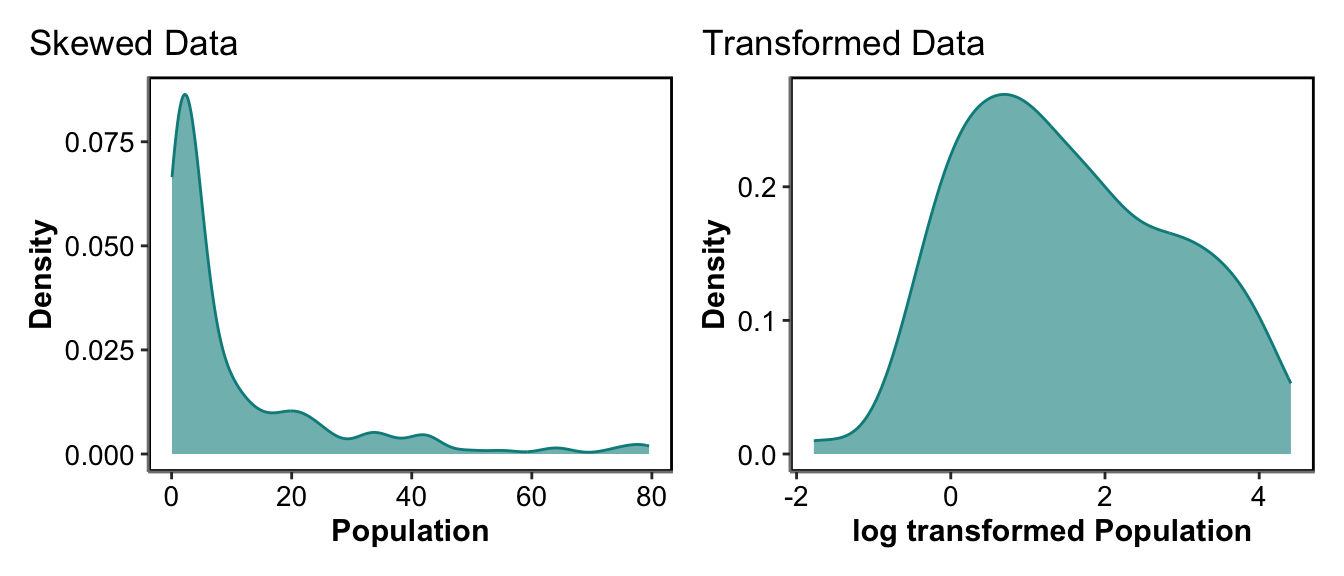 Skewed Data
Density
0.075
0.050
0.025
0.000
0 20 40 60 80
Population
Transformed Data
Density
0.2
0.1
0.0
-2 0 2 4
log transformed Population